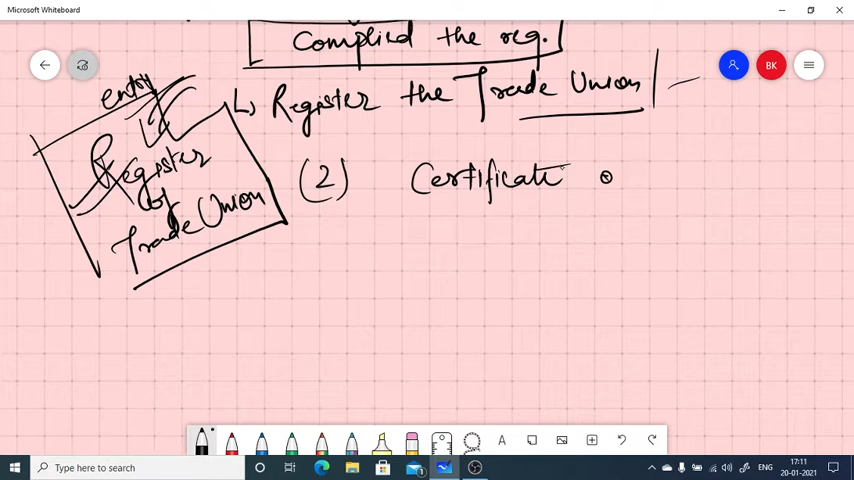 Microsoft Whiteboard
Complied the reg.
BK
entry
Register the Trade Union
Register
of
Trade Union
(2) Certificate
Type here to search
ENG
17:11
20-01-2021